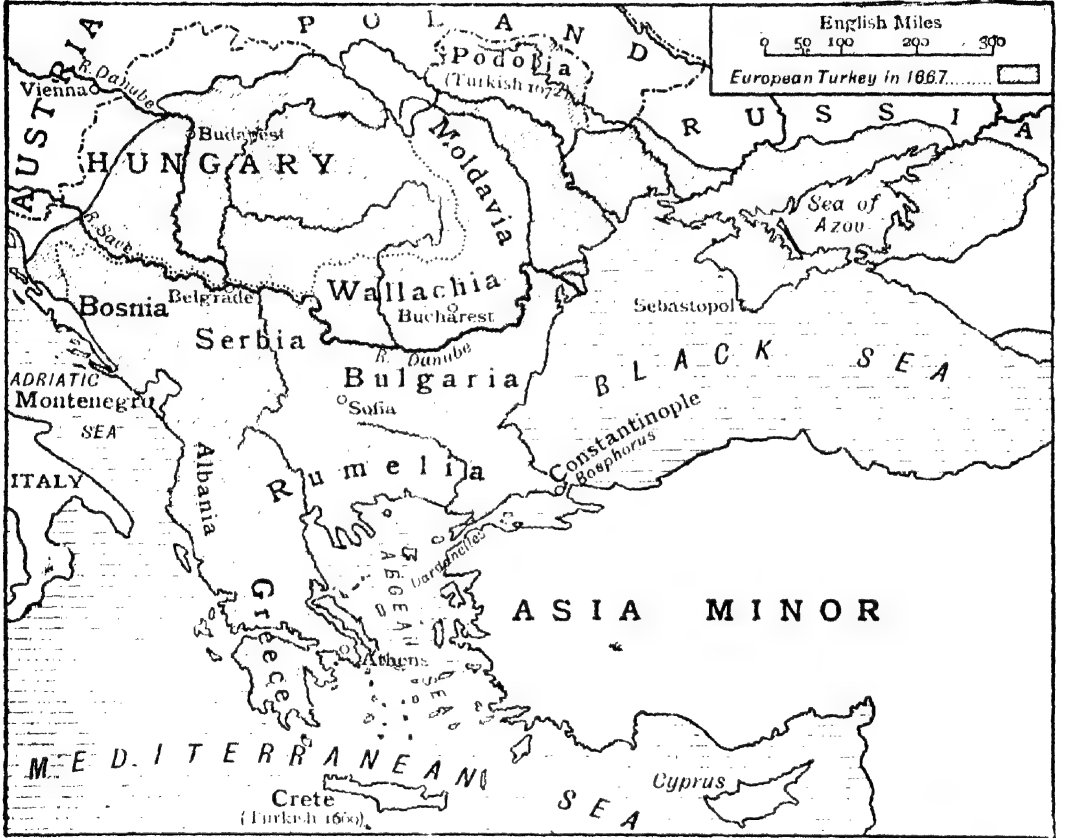 POLAND
English Miles
0 50 100 200 300
European Turkey in 1667
AUSTRIA
R. Danube
Vienna
Podolia
(Turkish 1672)
RUSSIA
Budapest
HUNGARY
Moldavia
Sea of
Azov
R. Save
Bosnia
Belgrade
Wallachia
Bucharest
Sebastopol
Serbia
R. Danube
BLACK SEA
ADRIATIC
SEA
Montenegro
Bulgaria
Sofia
Constantinople
Bosphorus
ITALY
Albania
Rumelia
Dardanelles
AEGEAN SEA
Greece
ASIA MINOR
Athens
MEDITERRANEAN SEA
Crete
(Turkish
Cyprus